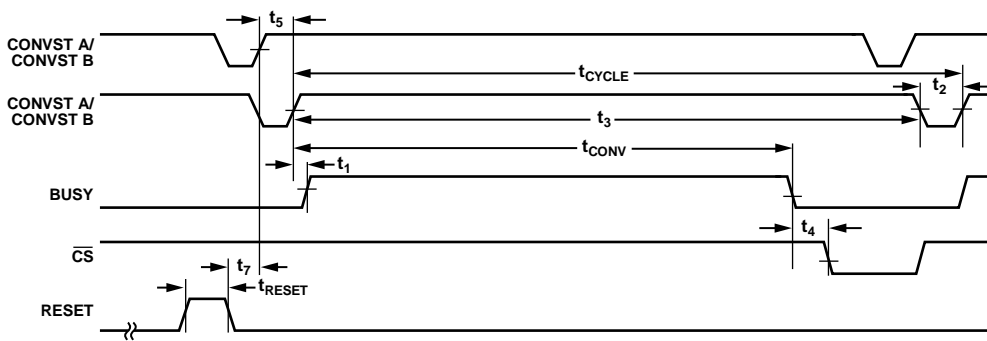 t5
CONVST A/
CONVST B
tCYCLE
t2
CONVST A/
CONVST B
t3
tCONV
t1
BUSY
t4
CS
t7
tRESET
RESET